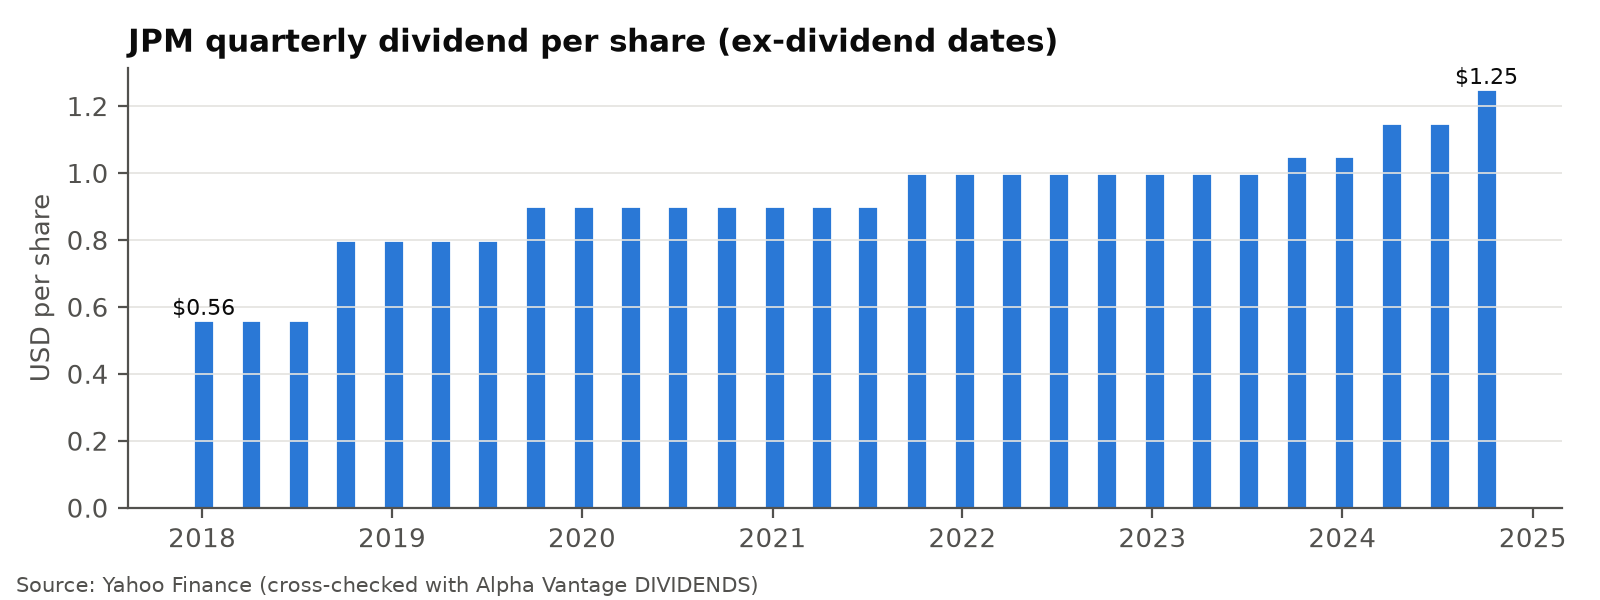 JPM quarterly dividend per share (ex-dividend dates)
$1.25
1.2
1.0
0.8
$0.56
0.6
0.4
0.2
0.0
USD per share
2018 2019 2020 2021 2022 2023 2024 2025
Source: Yahoo Finance (cross-checked with Alpha Vantage DIVIDENDS)